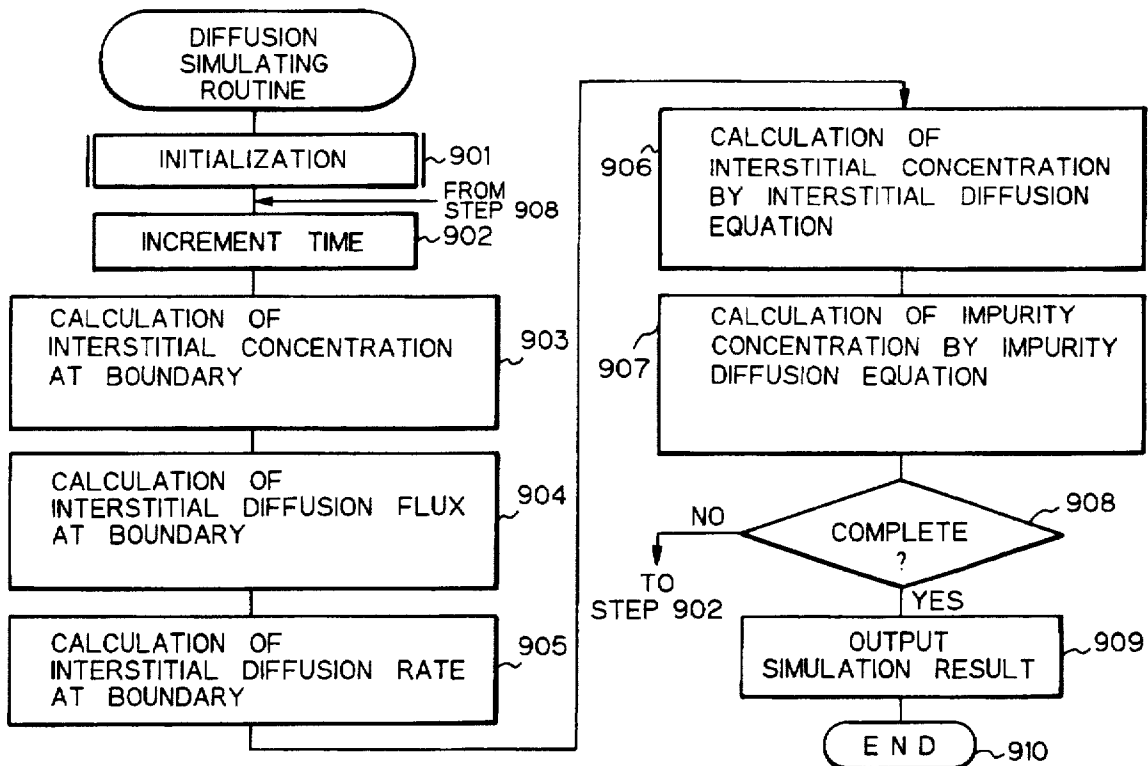 DIFFUSION
SIMULATING
ROUTINE
INITIALIZATION
901
FROM
STEP 908
INCREMENT TIME
902
CALCULATION OF
INTERSTITIAL CONCENTRATION
AT BOUNDARY
903
CALCULATION OF
INTERSTITIAL DIFFUSION FLUX
AT BOUNDARY
904
CALCULATION OF
INTERSTITIAL DIFFUSION RATE
AT BOUNDARY
905
906
CALCULATION OF
INTERSTITIAL CONCENTRATION
BY INTERSTITIAL DIFFUSION
EQUATION
907
CALCULATION OF IMPURITY
CONCENTRATION BY IMPURITY
DIFFUSION EQUATION
908
COMPLETE
?
NO
TO
STEP 902
YES
OUTPUT
SIMULATION RESULT
909
END
910